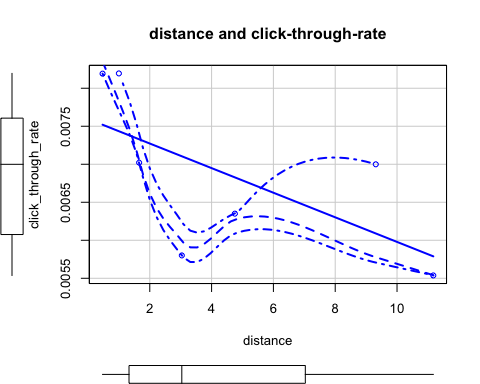 distance and click-through-rate
click_through_rate
0.0075
0.0065
0.0055
2 4 6 8 10
distance